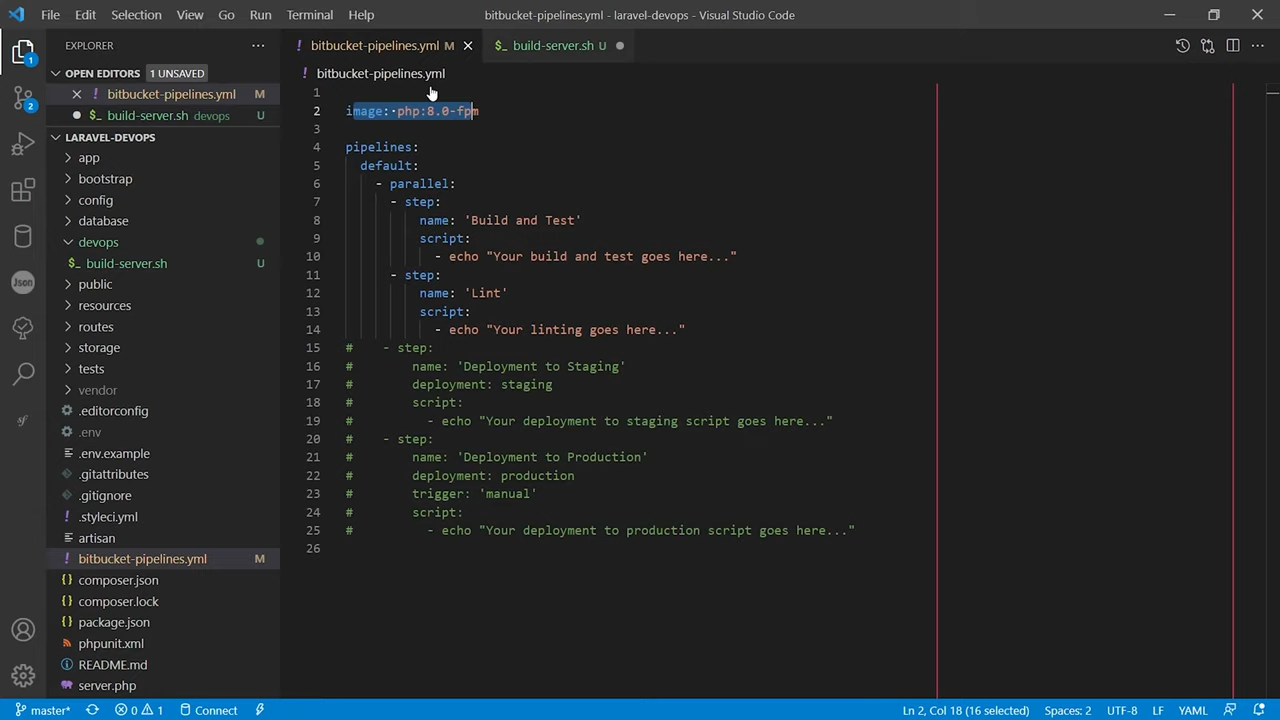 File Edit Selection View Go Run Terminal Help bitbucket-pipelines.yml - laravel-devops - Visual Studio Code
EXPLORER
OPEN EDITORS 1 UNSAVED
bitbucket-pipelines.yml M
build-server.sh devops
LARAVEL-DEVOPS
app
bootstrap
config
database
devops
build-server.sh U
public
resources
routes
storage
tests
vendor
.editorconfig
.env
.env.example
.gitattributes
.gitignore
.styleci.yml
artisan
bitbucket-pipelines.yml M
composer.json
composer.lock
package.json
phpunit.xml
README.md
server.php
1
Json
bitbucket-pipelines.yml M build-server.sh U
bitbucket-pipelines.yml
1
2 image: php:8.0-fpm
3
4 pipelines:
5 default:
6 - parallel:
7 - step:
8 name: 'Build and Test'
9 script:
10 - echo "Your build and test goes here..."
11 - step:
12 name: 'Lint'
13 script:
14 - echo "Your linting goes here..."
15 # - step:
16 # name: 'Deployment to Staging'
17 # deployment: staging
18 # script:
19 # - echo "Your deployment to staging script goes here..."
20 # - step:
21 # name: 'Deployment to Production'
22 # deployment: production
23 # trigger: 'manual'
24 # script:
25 # - echo "Your deployment to production script goes here..."
26
master* 0 1 Connect Ln 2, Col 18 (16 selected) Spaces: 2 UTF-8 LF YAML